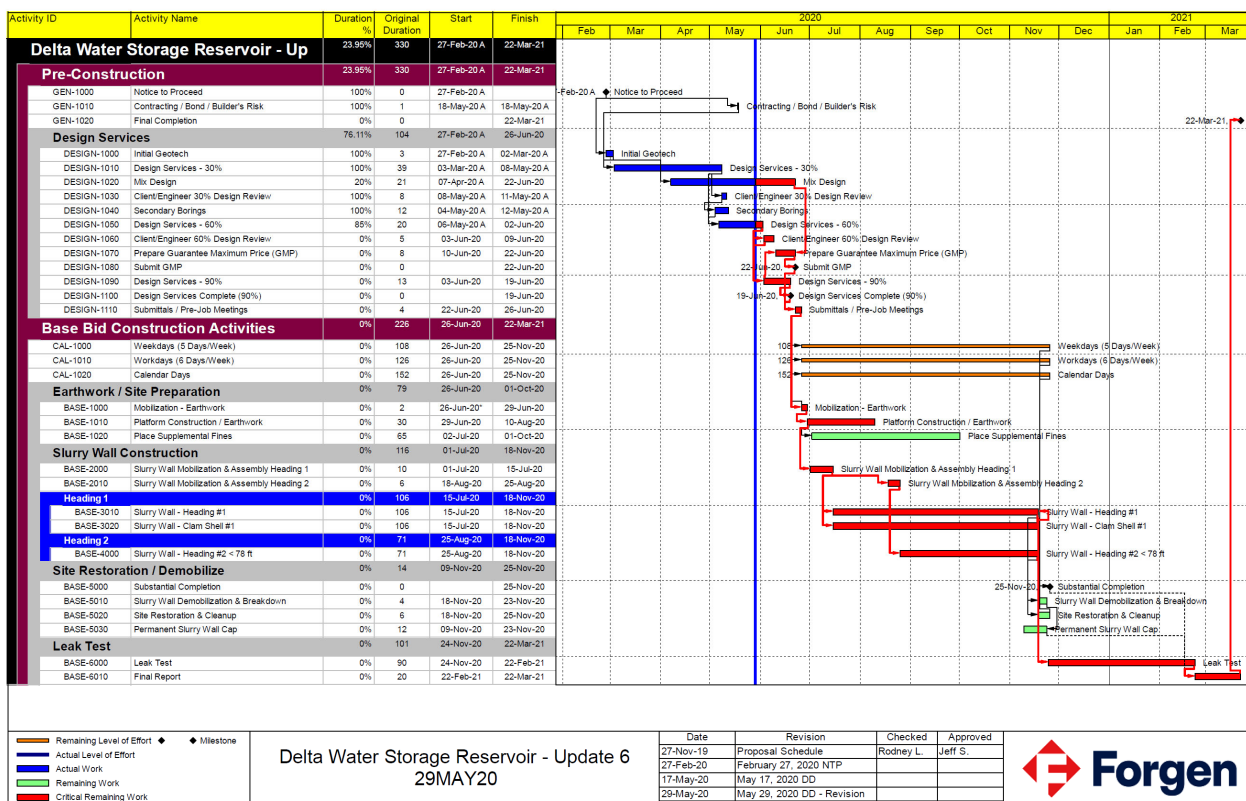 Activity ID Activity Name Duration % Original Duration Start Finish 2020 2021
Feb Mar Apr May Jun Jul Aug Sep Oct Nov Dec Jan Feb Mar
Delta Water Storage Reservoir - Up 23.95% 330 27-Feb-20 A 22-Mar-21
Pre-Construction 23.95% 330 27-Feb-20 A 22-Mar-21
GEN-1000 Notice to Proceed 100% 0 27-Feb-20 A -Feb-20 A Notice to Proceed
GEN-1010 Contracting / Bond / Builder's Risk 100% 1 18-May-20 A 18-May-20 A Contracting / Bond / Builder's Risk
GEN-1020 Final Completion 0% 0 22-Mar-21 22-Mar-21,
Design Services 76.11% 104 27-Feb-20 A 26-Jun-20
DESIGN-1000 Initial Geotech 100% 3 27-Feb-20 A 02-Mar-20 A Initial Geotech
DESIGN-1010 Design Services - 30% 100% 39 03-Mar-20 A 08-May-20 A Design Services - 30%
DESIGN-1020 Mix Design 20% 21 07-Apr-20 A 22-Jun-20 Mix Design
DESIGN-1030 Client/Engineer 30% Design Review 100% 8 08-May-20 A 11-May-20 A Client/Engineer 30% Design Review
DESIGN-1040 Secondary Borings 100% 12 04-May-20 A 12-May-20 A Secondary Borings
DESIGN-1050 Design Services - 60% 85% 20 06-May-20 A 02-Jun-20 Design Services - 60%
DESIGN-1060 Client/Engineer 60% Design Review 0% 5 03-Jun-20 09-Jun-20 Client/Engineer 60% Design Review
DESIGN-1070 Prepare Guarantee Maximum Price (GMP) 0% 8 10-Jun-20 22-Jun-20 Prepare Guarantee Maximum Price (GMP)
DESIGN-1080 Submit GMP 0% 0 22-Jun-20 22-Jun-20, Submit GMP
DESIGN-1090 Design Services - 90% 0% 13 03-Jun-20 19-Jun-20 Design Services - 90%
DESIGN-1100 Design Services Complete (90%) 0% 0 19-Jun-20 19-Jun-20, Design Services Complete (90%)
DESIGN-1110 Submittals / Pre-Job Meetings 0% 4 22-Jun-20 26-Jun-20 Submittals / Pre-Job Meetings
Base Bid Construction Activities 0% 226 26-Jun-20 22-Mar-21
CAL-1000 Weekdays (5 Days/Week) 0% 108 26-Jun-20 25-Nov-20 108 Weekdays (5 Days/Week)
CAL-1010 Workdays (6 Days/Week) 0% 126 26-Jun-20 25-Nov-20 126 Workdays (6 Days/Week)
CAL-1020 Calendar Days 0% 152 26-Jun-20 25-Nov-20 152 Calendar Days
Earthwork / Site Preparation 0% 79 26-Jun-20 01-Oct-20
BASE-1000 Mobilization - Earthwork 0% 2 26-Jun-20* 29-Jun-20 Mobilization - Earthwork
BASE-1010 Platform Construction / Earthwork 0% 30 29-Jun-20 10-Aug-20 Platform Construction / Earthwork
BASE-1020 Place Supplemental Fines 0% 65 02-Jul-20 01-Oct-20 Place Supplemental Fines
Slurry Wall Construction 0% 116 01-Jul-20 18-Nov-20
BASE-2000 Slurry Wall Mobilization & Assembly Heading 1 0% 10 01-Jul-20 15-Jul-20 Slurry Wall Mobilization & Assembly Heading 1
BASE-2010 Slurry Wall Mobilization & Assembly Heading 2 0% 6 18-Aug-20 25-Aug-20 Slurry Wall Mobilization & Assembly Heading 2
Heading 1 0% 106 15-Jul-20 18-Nov-20
BASE-3010 Slurry Wall - Heading #1 0% 106 15-Jul-20 18-Nov-20 Slurry Wall - Heading #1
BASE-3020 Slurry Wall - Clam Shell #1 0% 106 15-Jul-20 18-Nov-20 Slurry Wall - Clam Shell #1
Heading 2 0% 71 25-Aug-20 18-Nov-20
BASE-4000 Slurry Wall - Heading #2 < 78 ft 0% 71 25-Aug-20 18-Nov-20 Slurry Wall - Heading #2 < 78 ft
Site Restoration / Demobilize 0% 14 09-Nov-20 25-Nov-20
BASE-5000 Substantial Completion 0% 0 25-Nov-20 25-Nov-20, Substantial Completion
BASE-5010 Slurry Wall Demobilization & Breakdown 0% 4 18-Nov-20 23-Nov-20 Slurry Wall Demobilization & Breakdown
BASE-5020 Site Restoration & Cleanup 0% 6 18-Nov-20 25-Nov-20 Site Restoration & Cleanup
BASE-5030 Permanent Slurry Wall Cap 0% 12 09-Nov-20 23-Nov-20 Permanent Slurry Wall Cap
Leak Test 0% 101 24-Nov-20 22-Mar-21
BASE-6000 Leak Test 0% 90 24-Nov-20 22-Feb-21 Leak Test
BASE-6010 Final Report 0% 20 22-Feb-21 22-Mar-21
Remaining Level of Effort Milestone
Actual Level of Effort
Actual Work
Remaining Work
Critical Remaining Work
Delta Water Storage Reservoir - Update 6
29MAY20
Date Revision Checked Approved
27-Nov-19 Proposal Schedule Rodney L. Jeff S.
27-Feb-20 February 27, 2020 NTP
17-May-20 May 17, 2020 DD
29-May-20 May 29, 2020 DD - Revision
Forgen